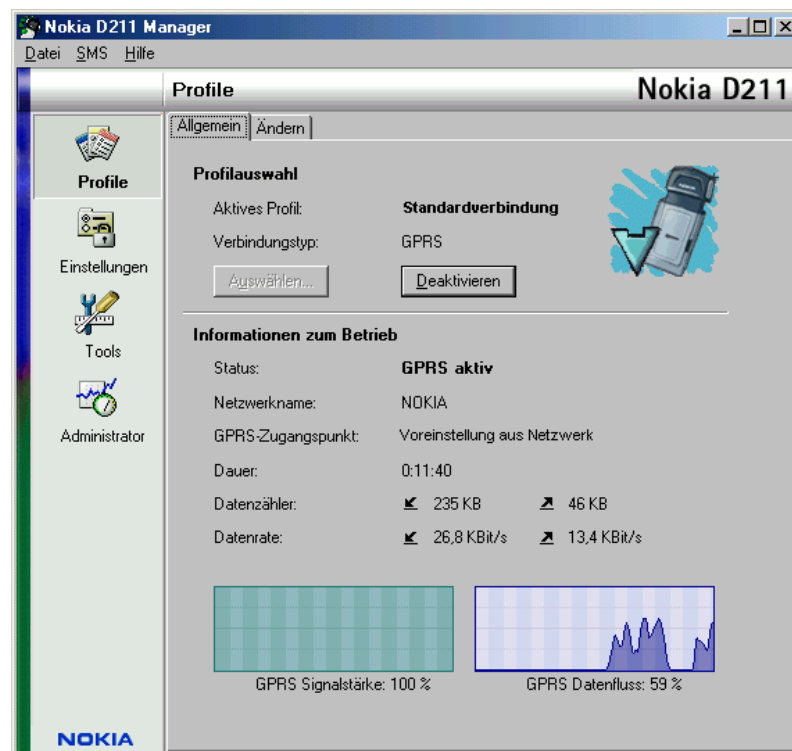 Nokia D211 Manager
Datei SMS Hilfe
Profile
Nokia D211
Allgemein
Ändern
Profile
Einstellungen
Tools
Administrator
NOKIA
Profilauswahl
Aktives Profil: Standardverbindung
Verbindungstyp: GPRS
Auswählen... Deaktivieren
Informationen zum Betrieb
Status: GPRS aktiv
Netzwerkname: NOKIA
GPRS-Zugangspunkt: Voreinstellung aus Netzwerk
Dauer: 0:11:40
Datenzähler: 235 KB 46 KB
Datenrate: 26,8 KBit/s 13,4 KBit/s
GPRS Signalstärke: 100 % GPRS Datenfluss: 59 %